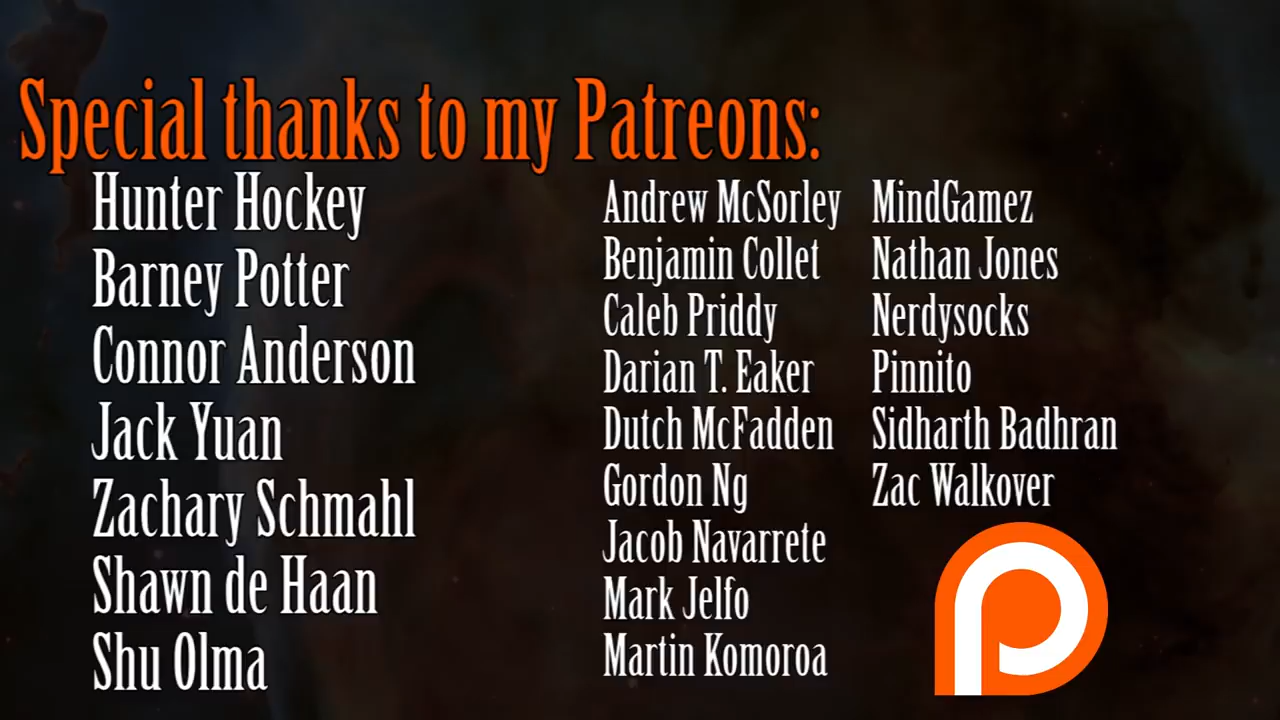 Special thanks to my Patreons:
Hunter Hockey
Barney Potter
Connor Anderson
Jack Yuan
Zachary Schmahl
Shawn de Haan
Shu Olma
Andrew McSorley
Benjamin Collet
Caleb Priddy
Darian T. Eaker
Dutch McFadden
Gordon Ng
Jacob Navarrete
Mark Jelfo
Martin Komoroa
MindGamez
Nathan Jones
Nerdysocks
Pinnito
Sidharth Badhran
Zac Walkover